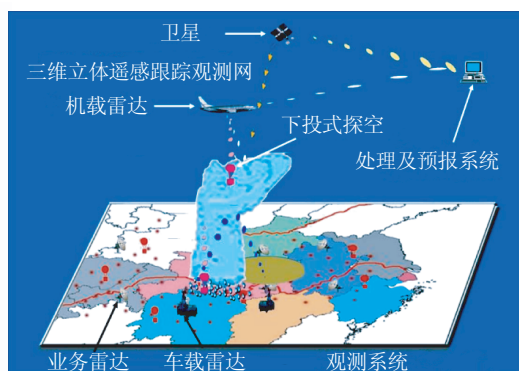 卫星
三维立体遥感跟踪观测网
机载雷达
下投式探空
处理及预报系统
业务雷达
车载雷达
观测系统